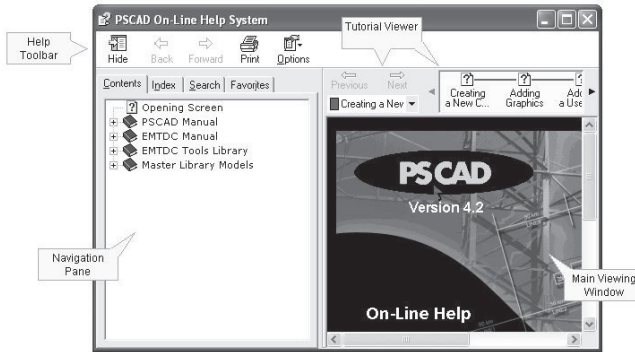 PSCAD On-Line Help System
Help
Toolbar
Tutorial Viewer
Hide
Back
Forward
Print
Options
Contents
Index
Search
Favorites
Previous
Next
Creating a Nev
Creating
a New C...
Adding
Graphics
Adc
a Use
Opening Screen
PSCAD Manual
EMTDC Manual
EMTDC Tools Library
Master Library Models
PSCAD
Version 4.2
On-Line Help
Navigation
Pane
Main Viewing
Window